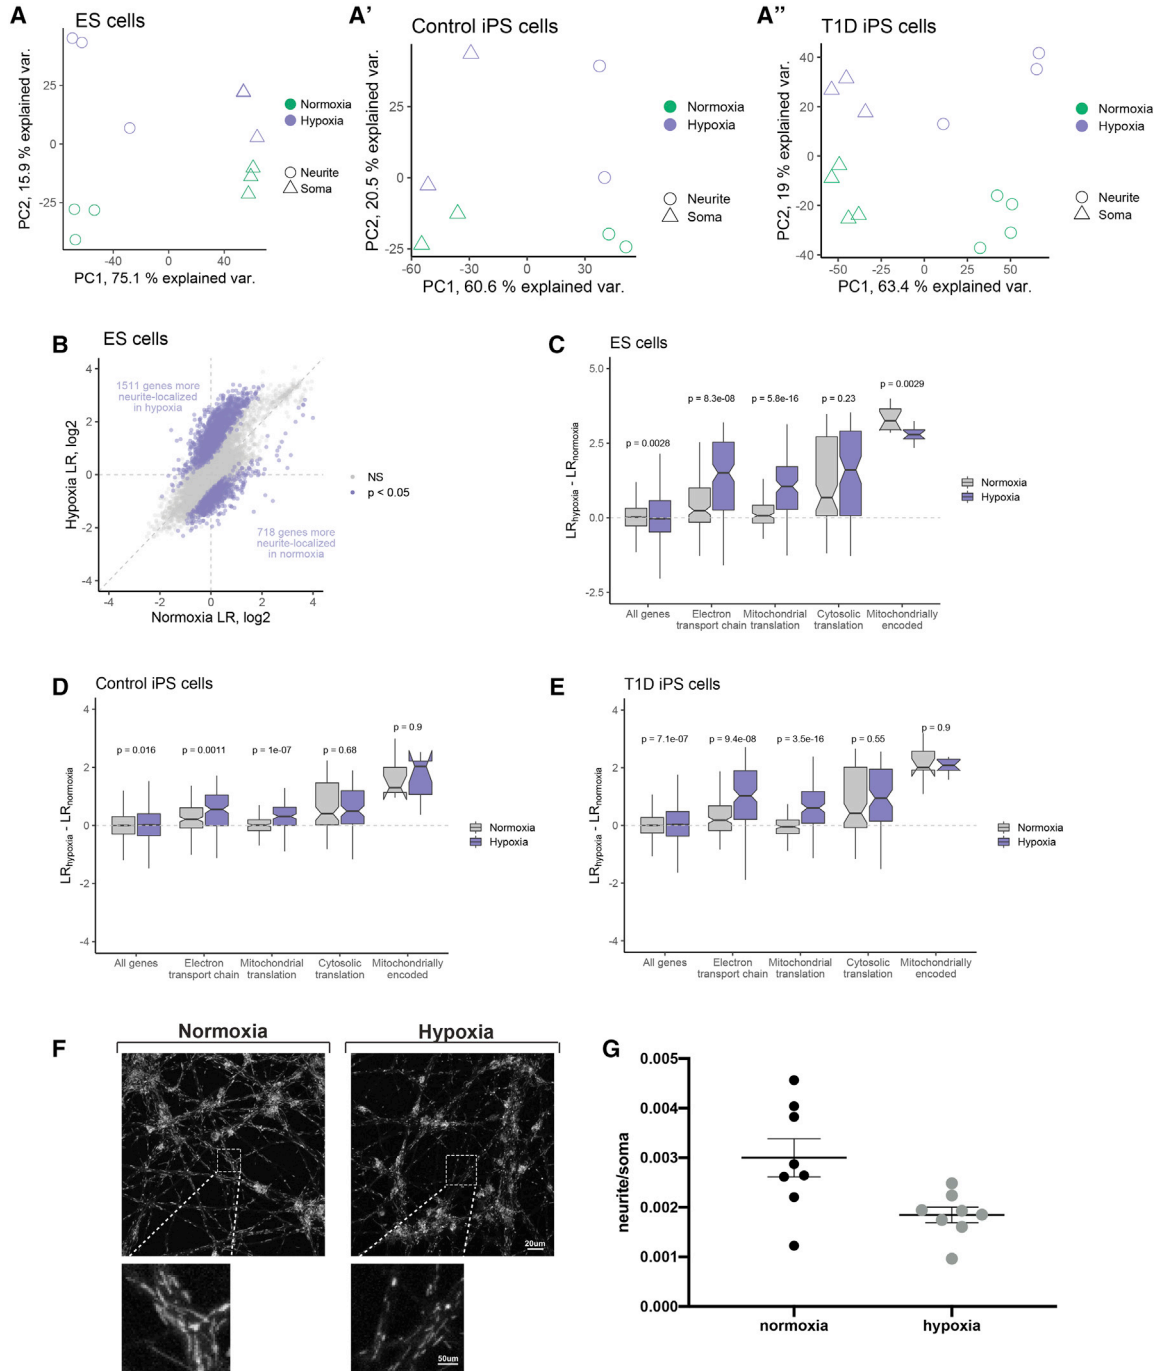 A
ES cells
PC2, 15.9 % explained var.
25
0
-25
-40
0
40
PC1, 75.1 % explained var.
Normoxia
Hypoxia
Neurite
Soma
A'
Control iPS cells
PC2, 20.5 % explained var.
25
0
-25
-60
-30
0
30
PC1, 60.6 % explained var.
Normoxia
Hypoxia
Neurite
Soma
A"
T1D iPS cells
PC2, 19 % explained var.
40
20
0
-20
-40
-50
-25
0
25
50
PC1, 63.4 % explained var.
Normoxia
Hypoxia
Neurite
Soma
B
ES cells
Hypoxia LR, log2
4
2
0
-2
-4
1511 genes more
neurite-localized
in hypoxia
718 genes more
neurite-localized
in normoxia
-4
-2
0
2
4
Normoxia LR, log2
NS
p < 0.05
C
ES cells
LRhypoxia - LRnormoxia
5.0
2.5
0.0
-2.5
p = 0.0028
p = 8.3e-08
p = 5.8e-16
p = 0.23
p = 0.0029
All genes
Electron
transport chain
Mitochondrial
translation
Cytosolic
translation
Mitochondrially
encoded
Normoxia
Hypoxia
D
Control iPS cells
LRhypoxia - LRnormoxia
4
2
0
-2
-4
p = 0.016
p = 0.0011
p = 1e-07
p = 0.68
p = 0.9
All genes
Electron
transport chain
Mitochondrial
translation
Cytosolic
translation
Mitochondrially
encoded
Normoxia
Hypoxia
E
T1D iPS cells
LRhypoxia - LRnormoxia
4
2
0
-2
-4
p = 7.1e-07
p = 9.4e-08
p = 3.5e-16
p = 0.55
p = 0.9
All genes
Electron
transport chain
Mitochondrial
translation
Cytosolic
translation
Mitochondrially
encoded
Normoxia
Hypoxia
F
Normoxia
Hypoxia
20um
50um
G
neurite/soma
0.005
0.004
0.003
0.002
0.001
0.000
normoxia
hypoxia